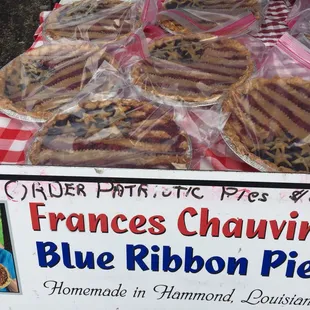 ORDER PATRIOTIC PIES
Frances Chauvin
Blue Ribbon Pie
Homemade in Hammond, Louisian